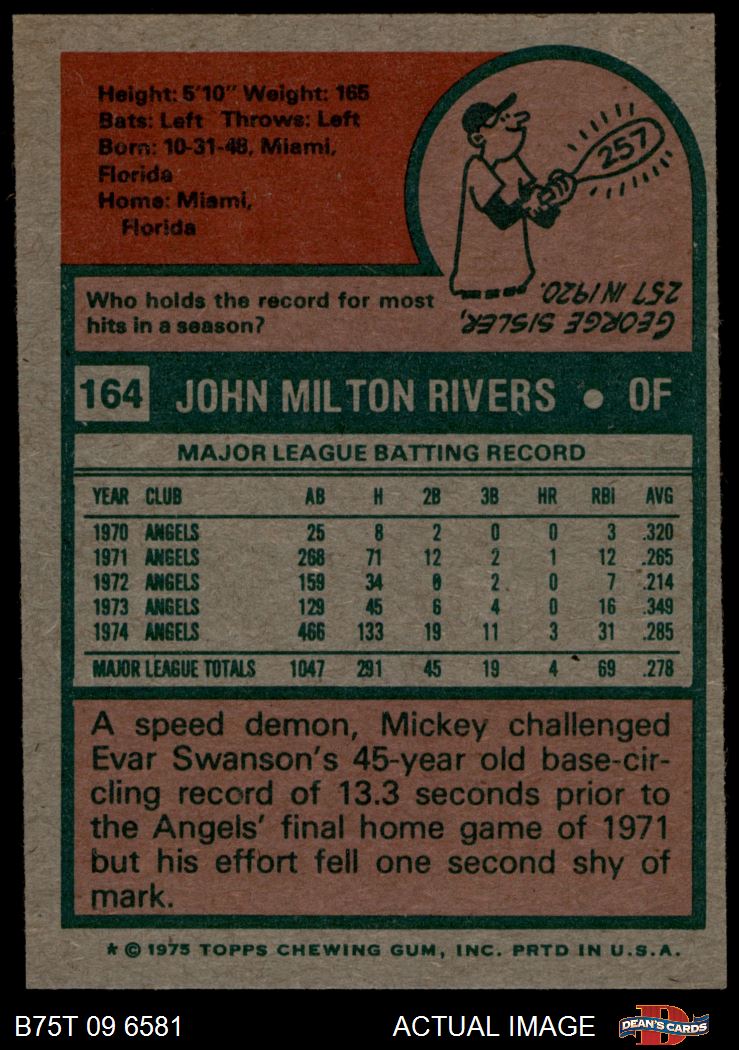 Height: 5'10" Weight: 165
Bats: Left Throws: Left
Born: 10-31-48, Miami,
Florida
Home: Miami,
Florida
257
Who holds the record for most
hits in a season?
GEORGE SISLER,
257 IN 1920.
164 JOHN MILTON RIVERS • OF
MAJOR LEAGUE BATTING RECORD
YEAR CLUB AB H 2B 3B HR RBI AVG
1970 ANGELS 25 8 2 0 0 3 .320
1971 ANGELS 268 71 12 2 1 12 .265
1972 ANGELS 159 34 6 2 0 7 .214
1973 ANGELS 129 45 6 4 0 16 .349
1974 ANGELS 466 133 19 11 3 31 .285
MAJOR LEAGUE TOTALS 1047 291 45 19 4 69 .278
A speed demon, Mickey challenged
Evar Swanson's 45-year old base-cir-
cling record of 13.3 seconds prior to
the Angels' final home game of 1971
but his effort fell one second shy of
mark.
* © 1975 TOPPS CHEWING GUM, INC. PRTD IN U.S.A.
B75T 09 6581 ACTUAL IMAGE D DEAN'S CARDS